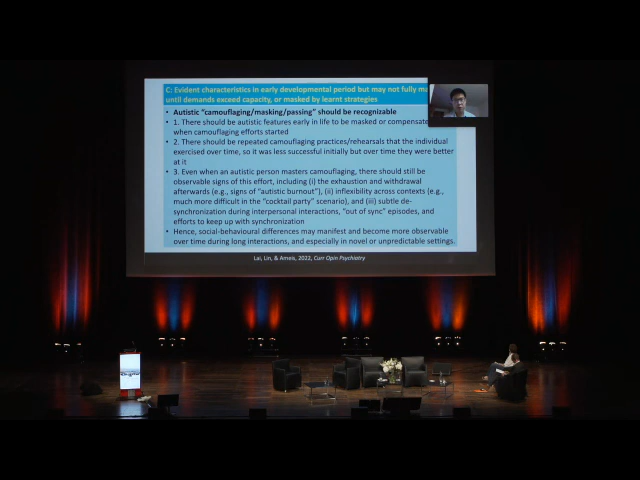 C: Evident characteristics in early developmental period but may not fully
until demands exceed capacity, or masked by learnt strategies
• Autistic "camouflaging/masking/passing" should be recognizable
• 1. There should be autistic features early in life to be masked or
when camouflaging efforts started
• 2. There should be repeated camouflaging practices/rehearsals that the individual
exercised over time, so it was less successful initially but over time they were better
at it
• 3. Even when an autistic person masters camouflaging, there should still be
observable signs of this effort, including (i) the exhaustion and withdrawal
afterwards (e.g., signs of "autistic burnout"), (ii) inflexibility across contexts (e.g.,
much more difficult in the "cocktail party" scenario), and (iii) subtle de-
synchronization during interpersonal interactions, "out of sync" episodes, and
efforts to keep up with synchronization
• Hence, social-behavioural differences may manifest and become more observable
over time during long interactions, and especially in novel or unpredictable settings.
Lai, Lin, & Ameis, 2022, Curr Opin Psychiatry